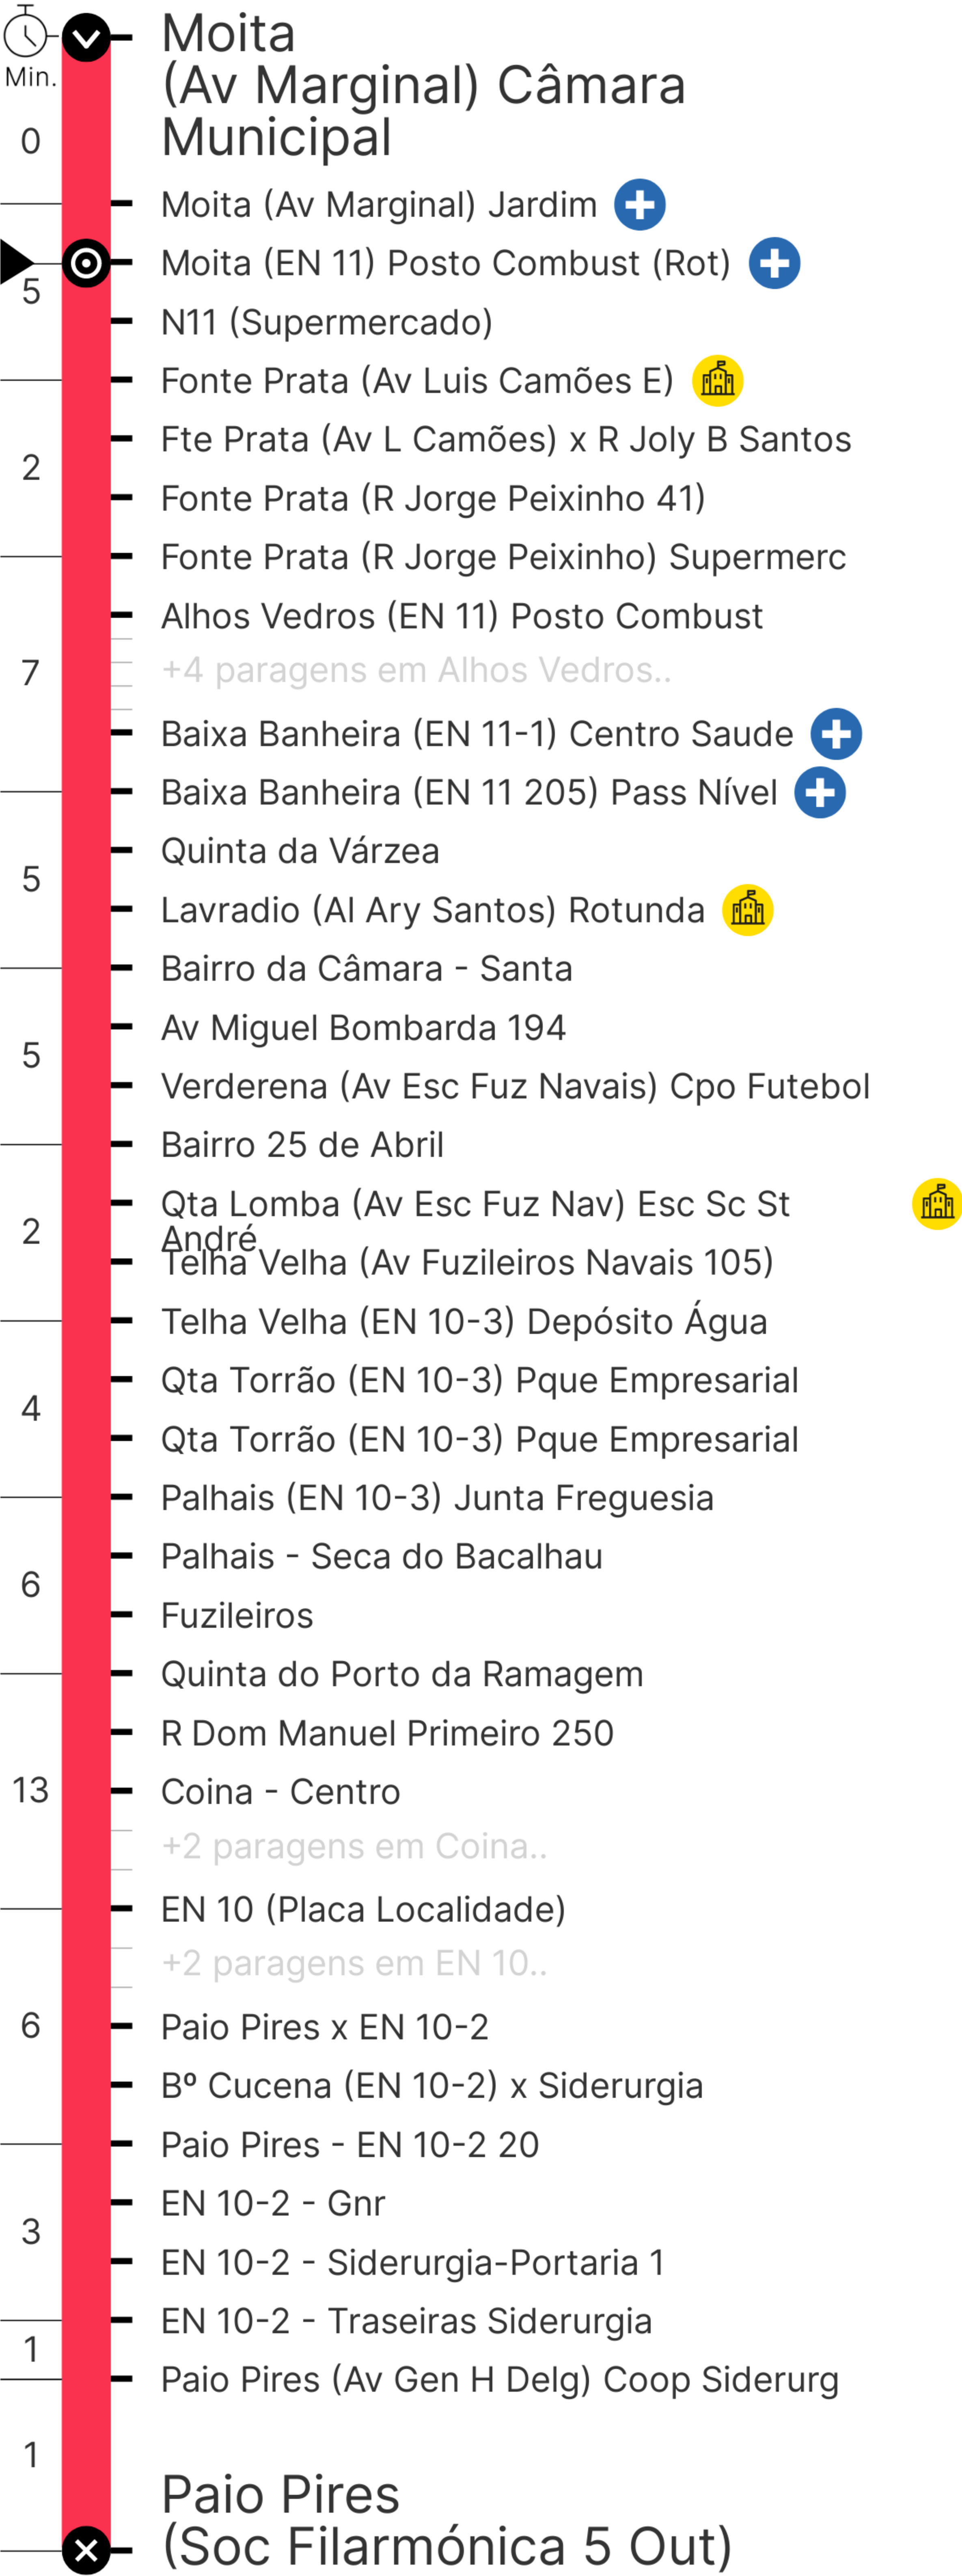 Moita
(Av Marginal) Câmara
Municipal
Min.
0
Moita (Av Marginal) Jardim
Moita (EN 11) Posto Combust (Rot)
5
N11 (Supermercado)
Fonte Prata (Av Luis Camões E)
Fte Prata (Av L Camões) x R Joly B Santos
2
Fonte Prata (R Jorge Peixinho 41)
Fonte Prata (R Jorge Peixinho) Supermerc
Alhos Vedros (EN 11) Posto Combust
7
+4 paragens em Alhos Vedros..
Baixa Banheira (EN 11-1) Centro Saude
Baixa Banheira (EN 11 205) Pass Nível
Quinta da Várzea
5
Lavradio (Al Ary Santos) Rotunda
Bairro da Câmara - Santa
Av Miguel Bombarda 194
5
Verderena (Av Esc Fuz Navais) Cpo Futebol
Bairro 25 de Abril
Qta Lomba (Av Esc Fuz Nav) Esc Sc St
André
2
Telha Velha (Av Fuzileiros Navais 105)
Telha Velha (EN 10-3) Depósito Água
Qta Torrão (EN 10-3) Pque Empresarial
4
Qta Torrão (EN 10-3) Pque Empresarial
Palhais (EN 10-3) Junta Freguesia
Palhais - Seca do Bacalhau
6
Fuzileiros
Quinta do Porto da Ramagem
R Dom Manuel Primeiro 250
13
Coina - Centro
+2 paragens em Coina..
EN 10 (Placa Localidade)
+2 paragens em EN 10..
6
Paio Pires x EN 10-2
Bº Cucena (EN 10-2) x Siderurgia
Paio Pires - EN 10-2 20
EN 10-2 - Gnr
3
EN 10-2 - Siderurgia-Portaria 1
EN 10-2 - Traseiras Siderurgia
1
Paio Pires (Av Gen H Delg) Coop Siderurg
1
Paio Pires
(Soc Filarmónica 5 Out)